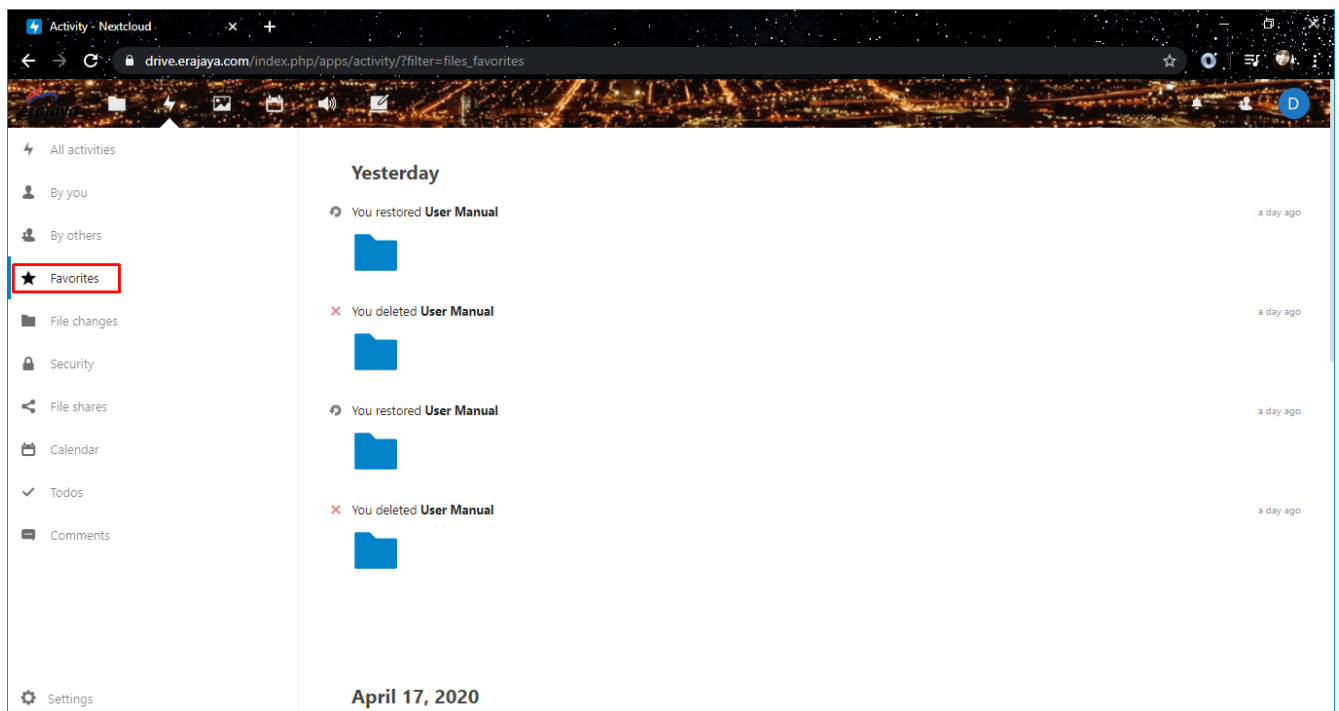 Activity - Nextcloud
drive.erajaya.com/index.php/apps/activity/?filter=files_favorites
erajaya
D
All activities
By you
By others
Favorites
File changes
Security
File shares
Calendar
Todos
Comments
Settings
Yesterday
You restored User Manual a day ago
You deleted User Manual a day ago
You restored User Manual a day ago
You deleted User Manual a day ago
April 17, 2020